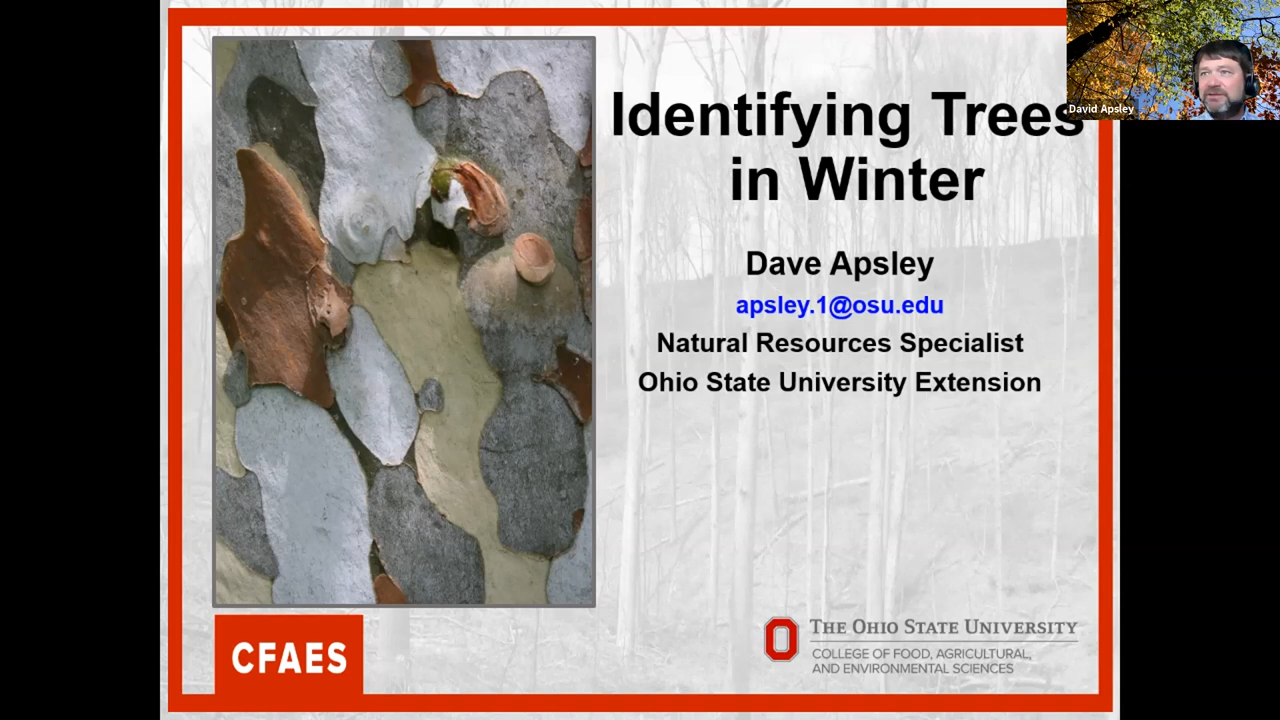 Identifying Trees
in Winter
David Apsley
Dave Apsley
apsley.1@osu.edu
Natural Resources Specialist
Ohio State University Extension
CFAES
THE OHIO STATE UNIVERSITY
COLLEGE OF FOOD, AGRICULTURAL,
AND ENVIRONMENTAL SCIENCES